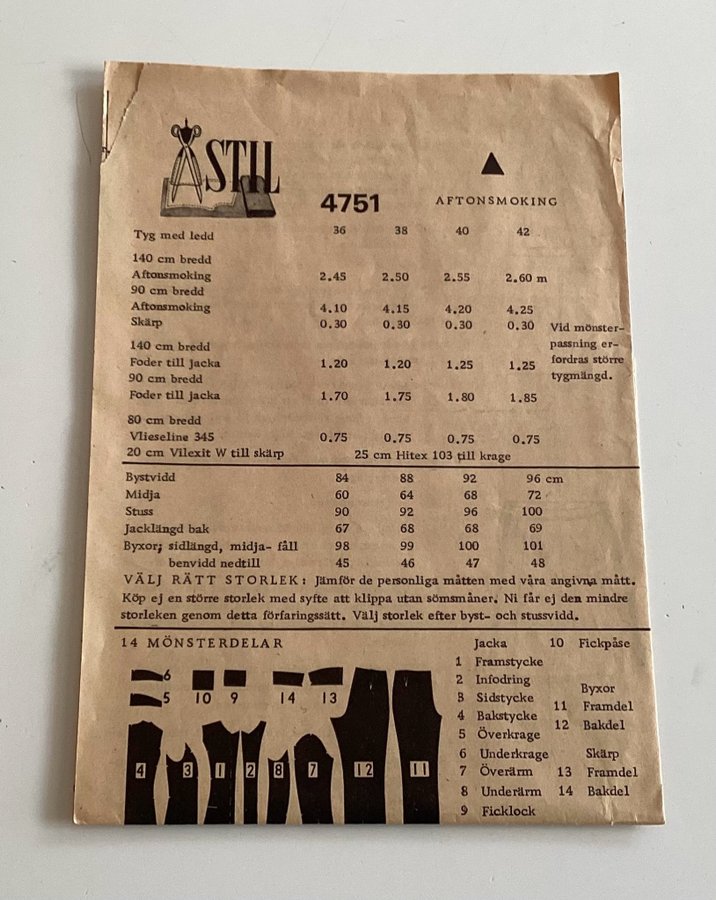 ÅSTIL
4751 AFTONSMOKING
Tyg med ledd 36 38 40 42
140 cm bredd
Aftonsmoking 2.45 2.50 2.55 2.60 m
90 cm bredd
Aftonsmoking 4.10 4.15 4.20 4.25
Skärp 0.30 0.30 0.30 0.30
Vid mönster-
passning er-
fordras större
tygmängd.
140 cm bredd
Foder till jacka 1.20 1.20 1.25 1.25
90 cm bredd
Foder till jacka 1.70 1.75 1.80 1.85
80 cm bredd
Vlieseline 345 0.75 0.75 0.75 0.75
20 cm Vilexit W till skärp 25 cm Hitex 103 till krage
Bystvidd 84 88 92 96 cm
Midja 60 64 68 72
Stuss 90 92 96 100
Jacklängd bak 67 68 68 69
Byxor; sidlängd, midja- fåll 98 99 100 101
benvidd nedtill 45 46 47 48
VÄLJ RÄTT STORLEK: Jämför de personliga måtten med våra angivna mått.
Köp ej en större storlek med syfte att klippa utan sömsmåner. Ni får ej den mindre
storleken genom detta förfaringssätt. Välj storlek efter byst- och stussvidd.
14 MÖNSTERDELAR
6
5 10 9 14 13
4 3 1 2 8 7 12 11
Jacka
1 Framstycke
2 Infodring
3 Sidstycke
4 Bakstycke
5 Överkrage
6 Underkrage
7 Överärm
8 Underärm
9 Ficklock
10 Fickpåse
Byxor
11 Framdel
12 Bakdel
Skärp
13 Framdel
14 Bakdel